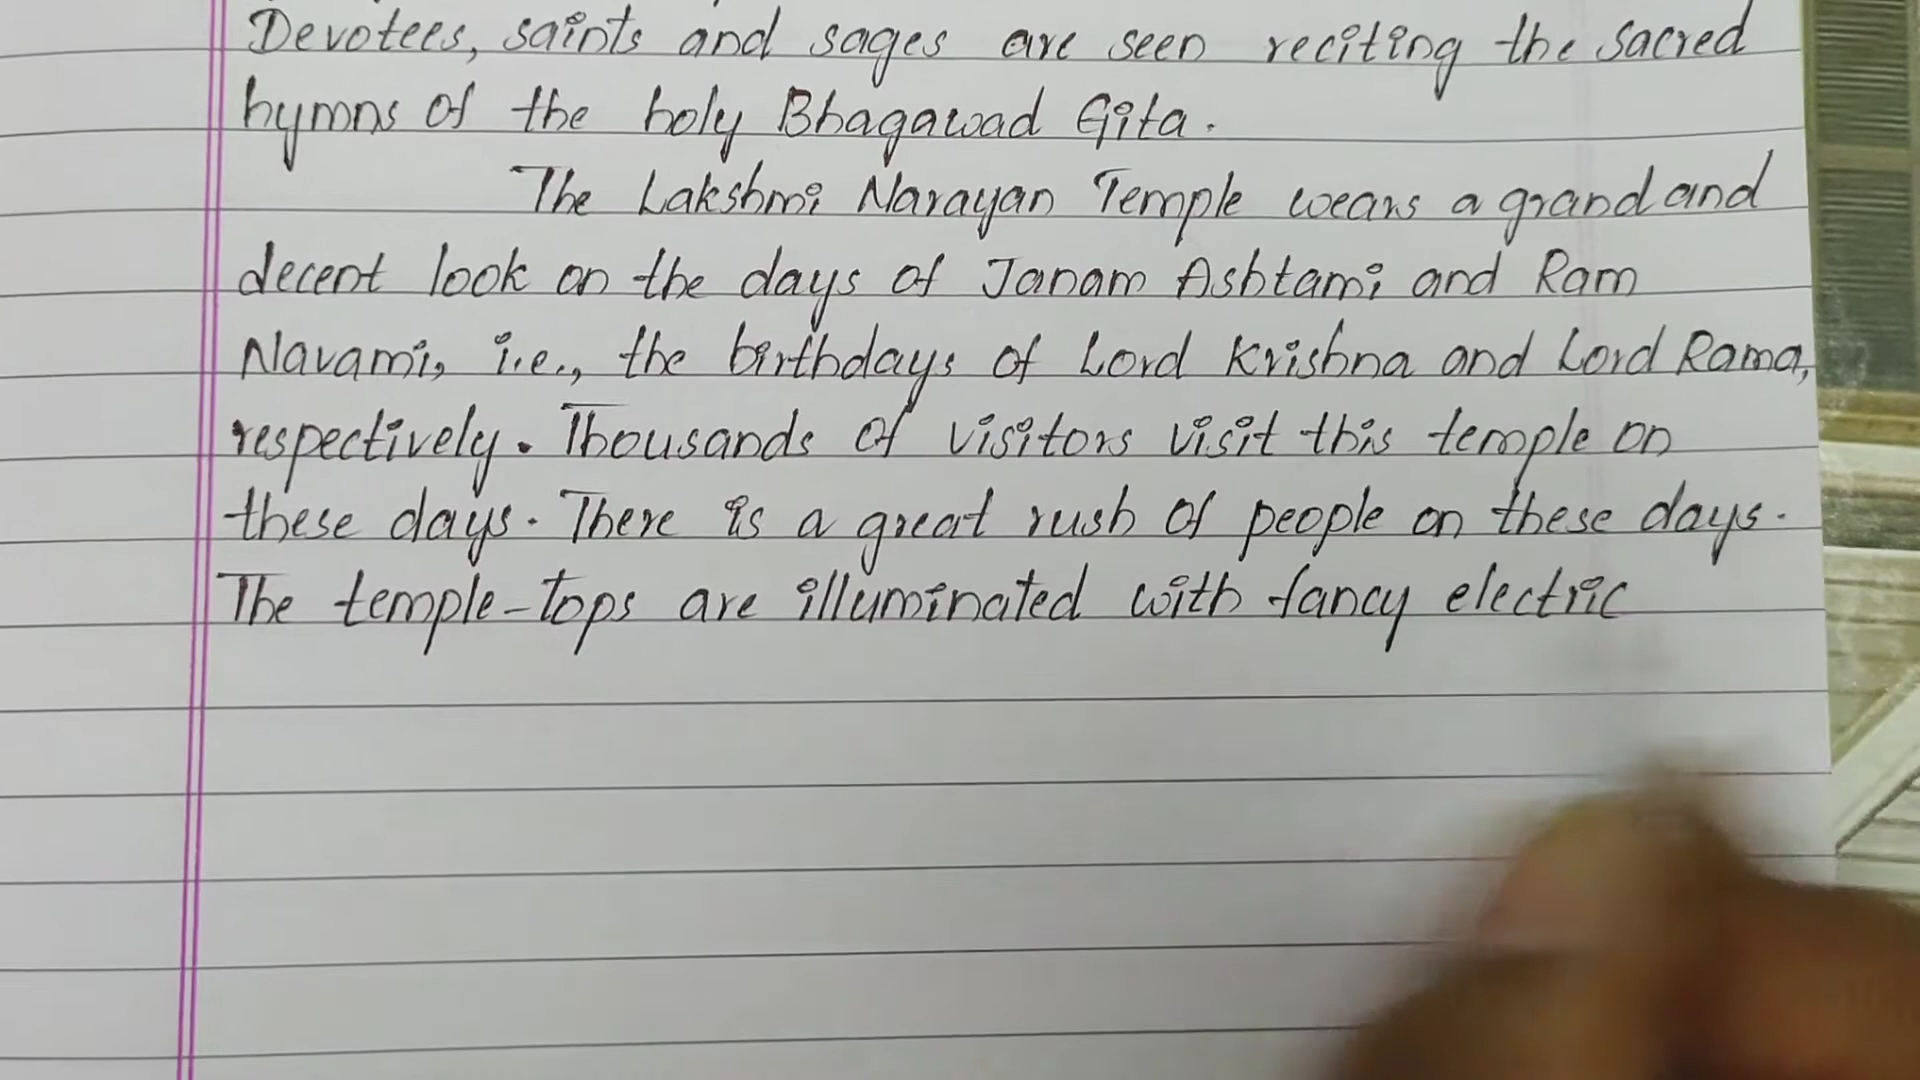 Devotees, saints and sages are seen reciting the sacred
hymns of the holy Bhagawad Gita.
The Lakshmi Narayan Temple wears a grand and
decent look on the days of Janam Ashtami and Ram
Navami, i.e., the birthdays of Lord Krishna and Lord Rama,
respectively. Thousands of visitors visit this temple on
these days. There is a great rush of people on these days.
The temple-tops are illuminated with fancy electric